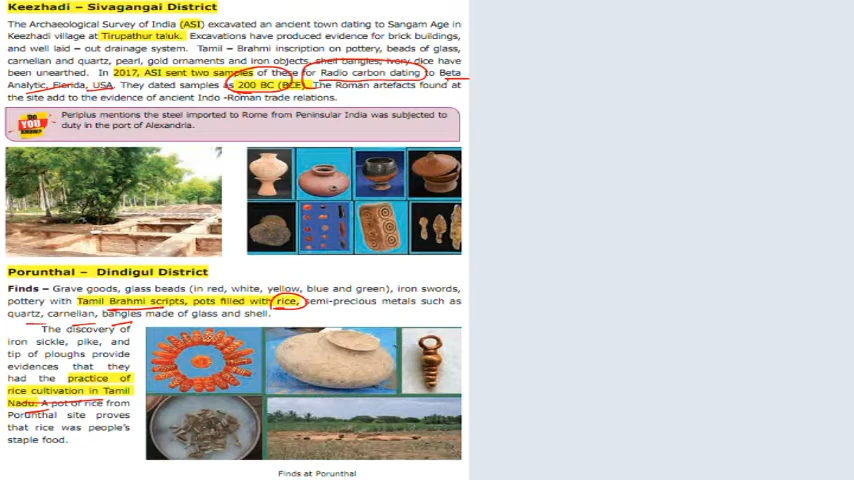 Keezhadi – Sivagangai District
The Archaeological Survey of India (ASI) excavated an ancient town dating to Sangam Age in
Keezhadi village at Tirupathur taluk. Excavations have produced evidence for brick buildings,
and well laid – out drainage system. Tamil – Brahmi inscription on pottery, beads of glass,
carnelian and quartz, pearl, gold ornaments and iron objects, shell bangles, ivory dice have
been unearthed. In 2017, ASI sent two samples of these for Radio carbon dating to Beta
Analytic, Florida, USA. They dated samples as 200 BC (BCE). The Roman artefacts found at
the site add to the evidence of ancient Indo -Roman trade relations.
DO
YOU
KNOW?
Periplus mentions the steel imported to Rome from Peninsular India was subjected to
duty in the port of Alexandria.
Porunthal – Dindigul District
Finds – Grave goods, glass beads (in red, white, yellow, blue and green), iron swords,
pottery with Tamil Brahmi scripts, pots filled with rice, semi-precious metals such as
quartz, carnelian, bangles made of glass and shell.
The discovery of
iron sickle, pike, and
tip of ploughs provide
evidences that they
had the practice of
rice cultivation in Tamil
Nadu. A pot of rice from
Porunthal site proves
that rice was people's
staple food.
Finds at Porunthal